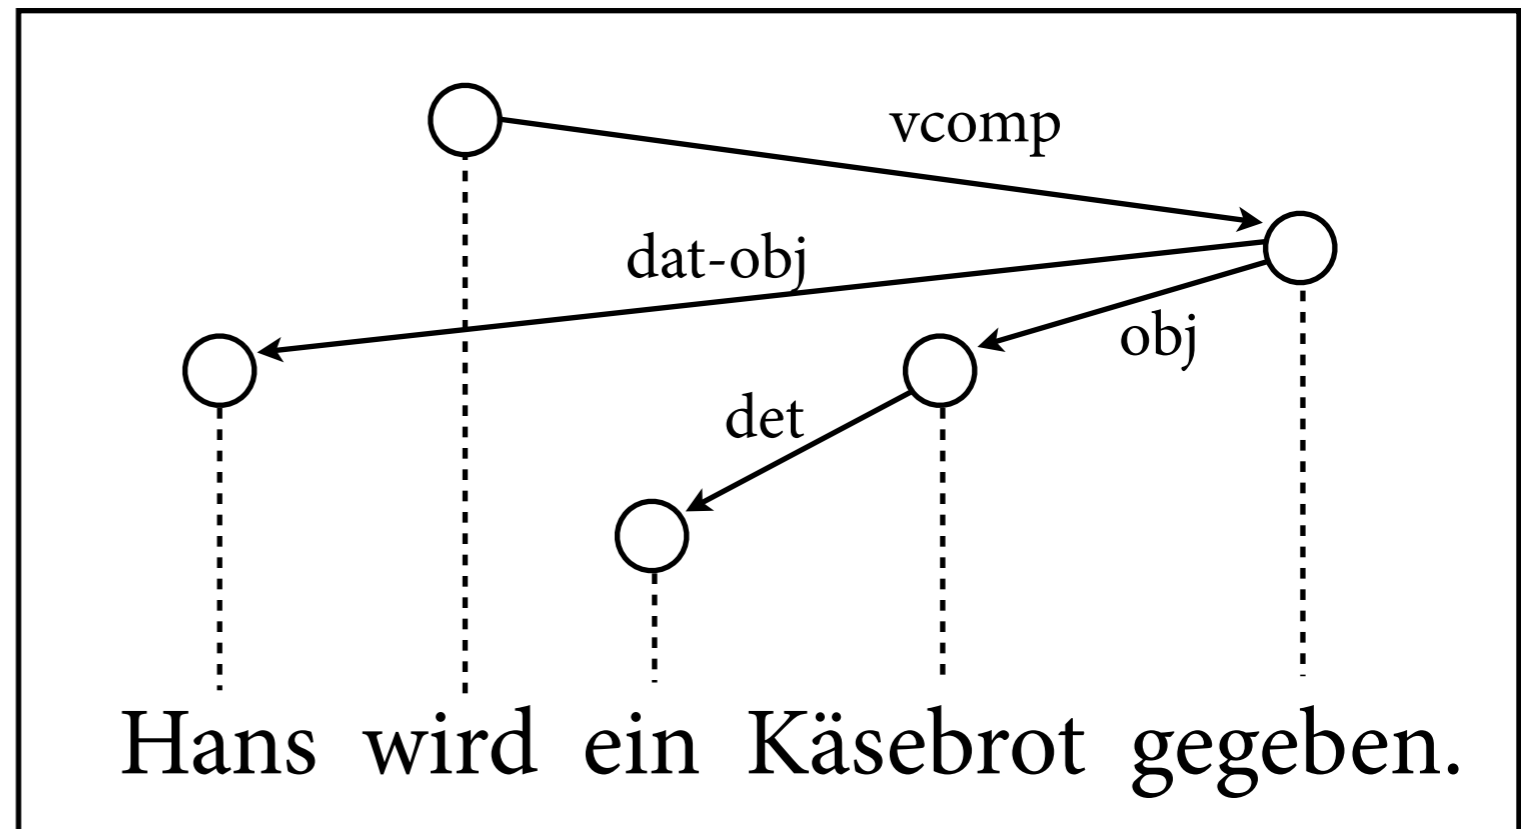 vcomp
dat-obj
obj
det
Hans wird ein Käsebrot gegeben.